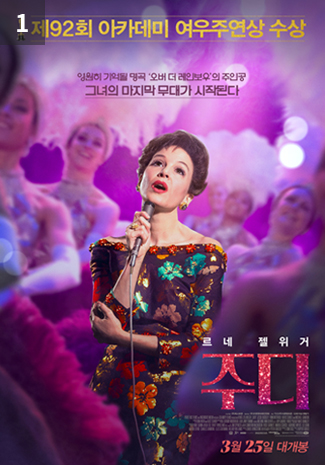 1
제92회 아카데미 여우주연상 수상
영원히 기억될 명곡 '오버 더 레인보우'의 주인공
그녀의 마지막 무대가 시작된다
르네 젤위거
주디
3월 25일 대개봉